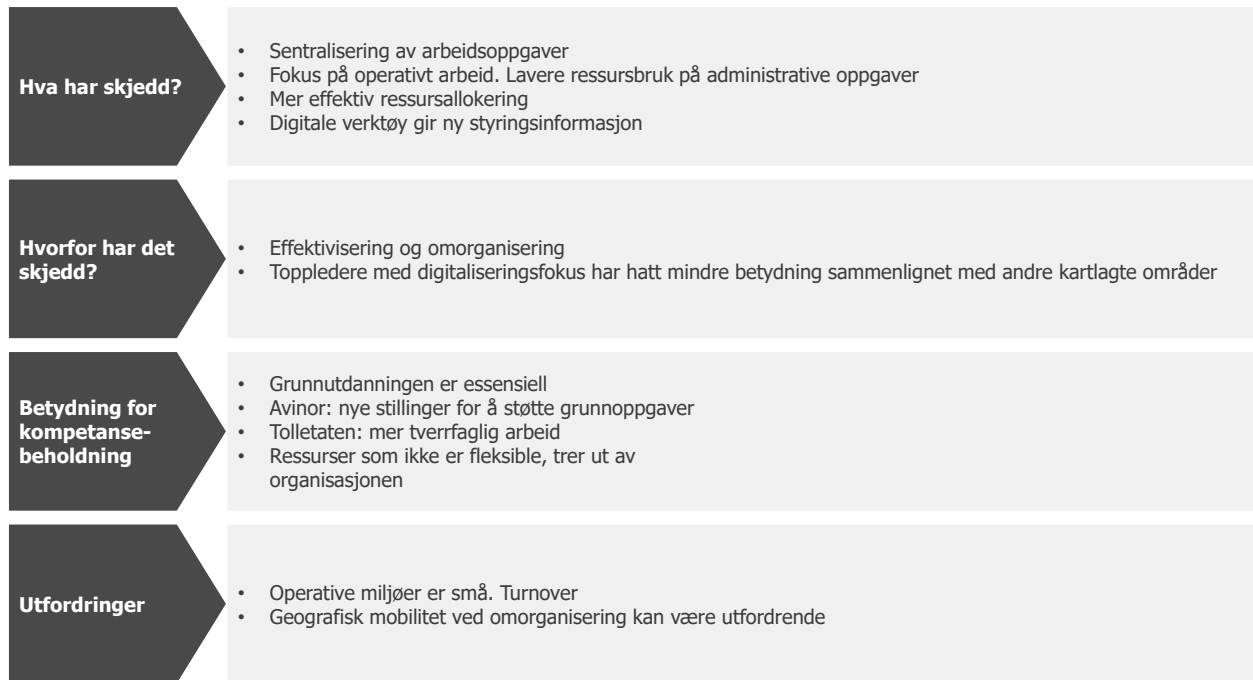 Hva har skjedd?
• Sentralisering av arbeidsoppgaver
• Fokus på operativt arbeid. Lavere ressursbruk på administrative oppgaver
• Mer effektiv ressursallokering
• Digitale verktøy gir ny styringsinformasjon
Hvorfor har det
skjedd?
• Effektivisering og omorganisering
• Toppledere med digitaliseringsfokus har hatt mindre betydning sammenlignet med andre kartlagte områder
Betydning for
kompetanse-
beholdning
• Grunnutdanningen er essensiell
• Avinor: nye stillinger for å støtte grunnoppgaver
• Tolletaten: mer tverrfaglig arbeid
• Ressurser som ikke er fleksible, trer ut av
organisasjonen
Utfordringer
• Operative miljøer er små. Turnover
• Geografisk mobilitet ved omorganisering kan være utfordrende